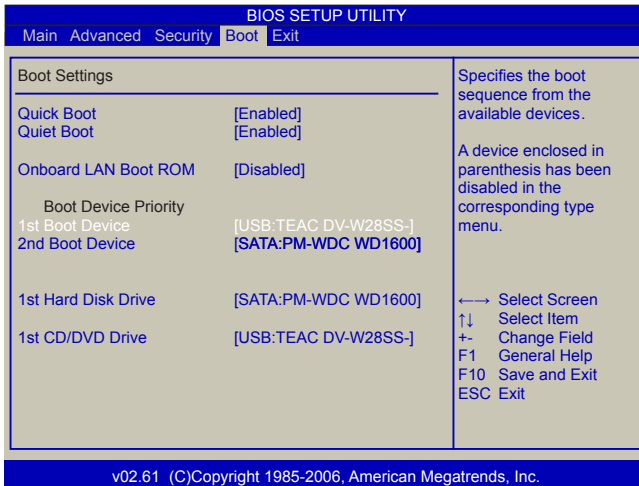 BIOS SETUP UTILITY
Main Advanced Security Boot Exit
Boot Settings
Quick Boot [Enabled]
Quiet Boot [Enabled]
Onboard LAN Boot ROM [Disabled]
Boot Device Priority
1st Boot Device [USB:TEAC DV-W28SS-]
2nd Boot Device [SATA:PM-WDC WD1600]
1st Hard Disk Drive [SATA:PM-WDC WD1600]
1st CD/DVD Drive [USB:TEAC DV-W28SS-]
Specifies the boot
sequence from the
available devices.
A device enclosed in
parenthesis has been
disabled in the
corresponding type
menu.
←→ Select Screen
↑↓ Select Item
+- Change Field
F1 General Help
F10 Save and Exit
ESC Exit
v02.61 (C)Copyright 1985-2006, American Megatrends, Inc.